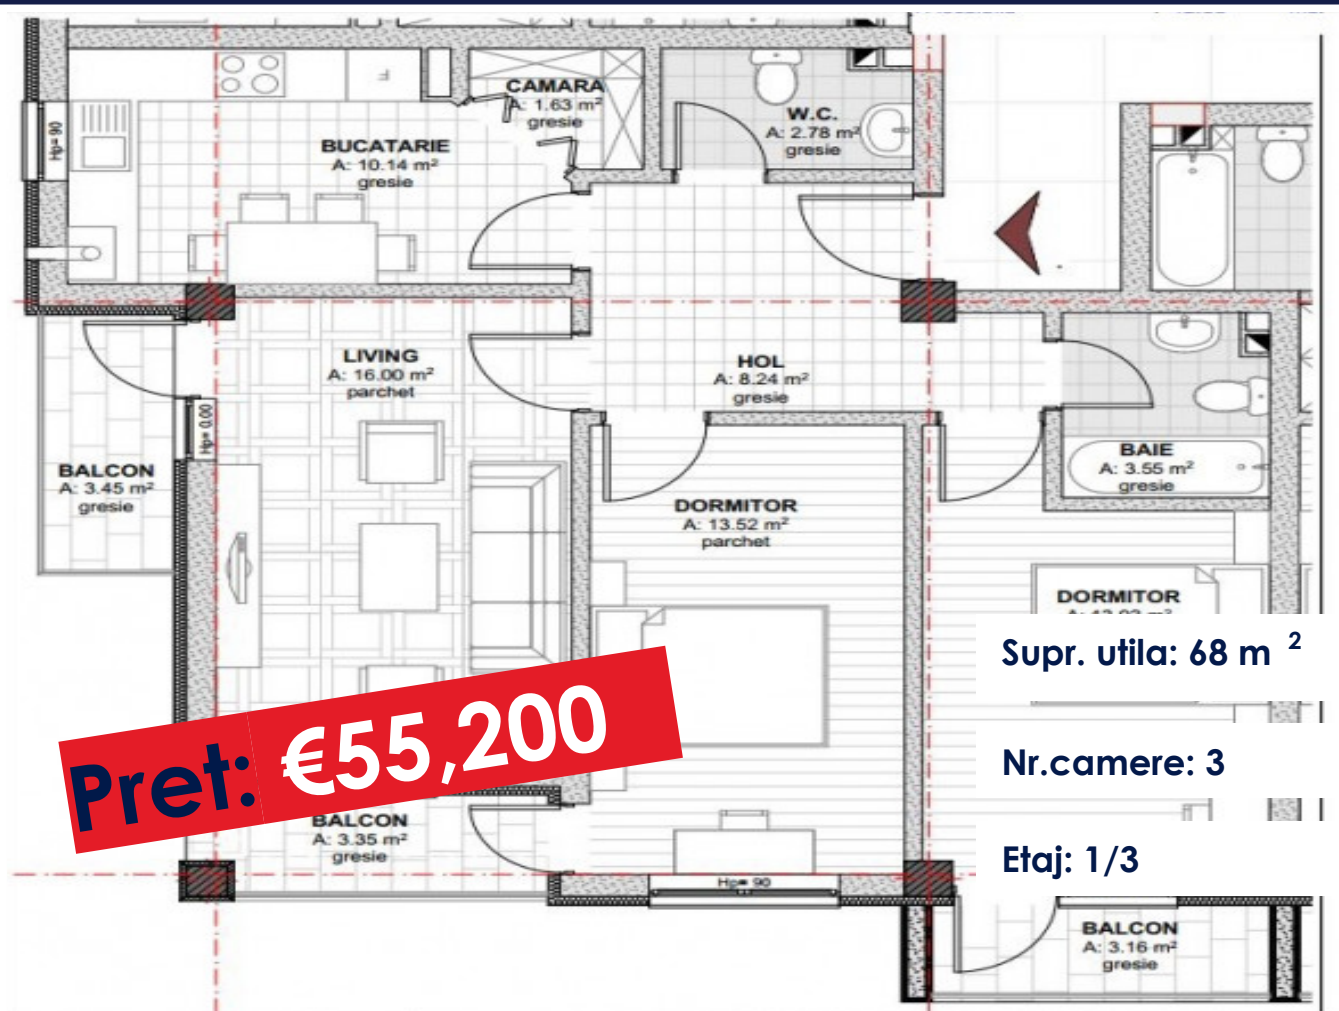 CAMARA
A: 1.63 m²
gresie
W.C.
A: 2.78 m²
gresie
BUCATARIE
A: 10.14 m²
gresie
Hp= 90
LIVING
A: 16.00 m²
parchet
HOL
A: 8.24 m²
gresie
Hp= 0.00
BALCON
A: 3.45 m²
gresie
BAIE
A: 3.55 m²
gresie
DORMITOR
A: 13.52 m²
parchet
DORMITOR
Supr. utila: 68 m ²
Pret: €55,200
Nr.camere: 3
BALCON
A: 3.35 m²
gresie
Etaj: 1/3
Hp= 90
BALCON
A: 3.16 m²
gresie